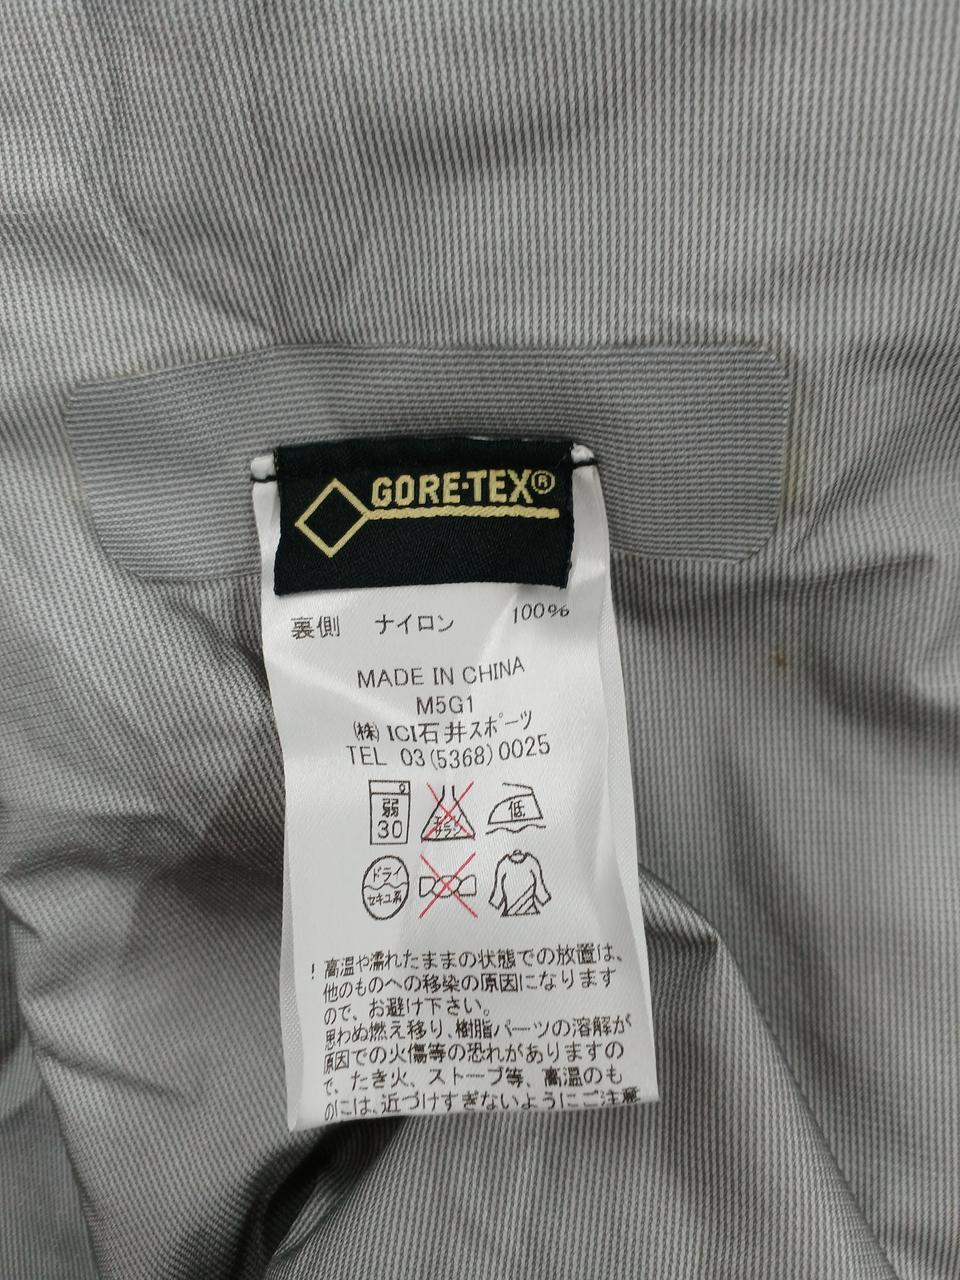 GORE-TEX®
裏側 ナイロン 100%
MADE IN CHINA
M5G1
㈱ ICI石井スポーツ
TEL 03(5368)0025
弱
30
エンソ
サラシ
低
ドライ
セキユ系
! 高温や濡れたままの状態での放置は、
他のものへの移染の原因になります
ので、お避け下さい。
思わぬ燃え移り、樹脂パーツの溶解が
原因での火傷等の恐れがありますの
で、たき火、ストーブ等、高温のも
のには、近づけすぎないようにご注意